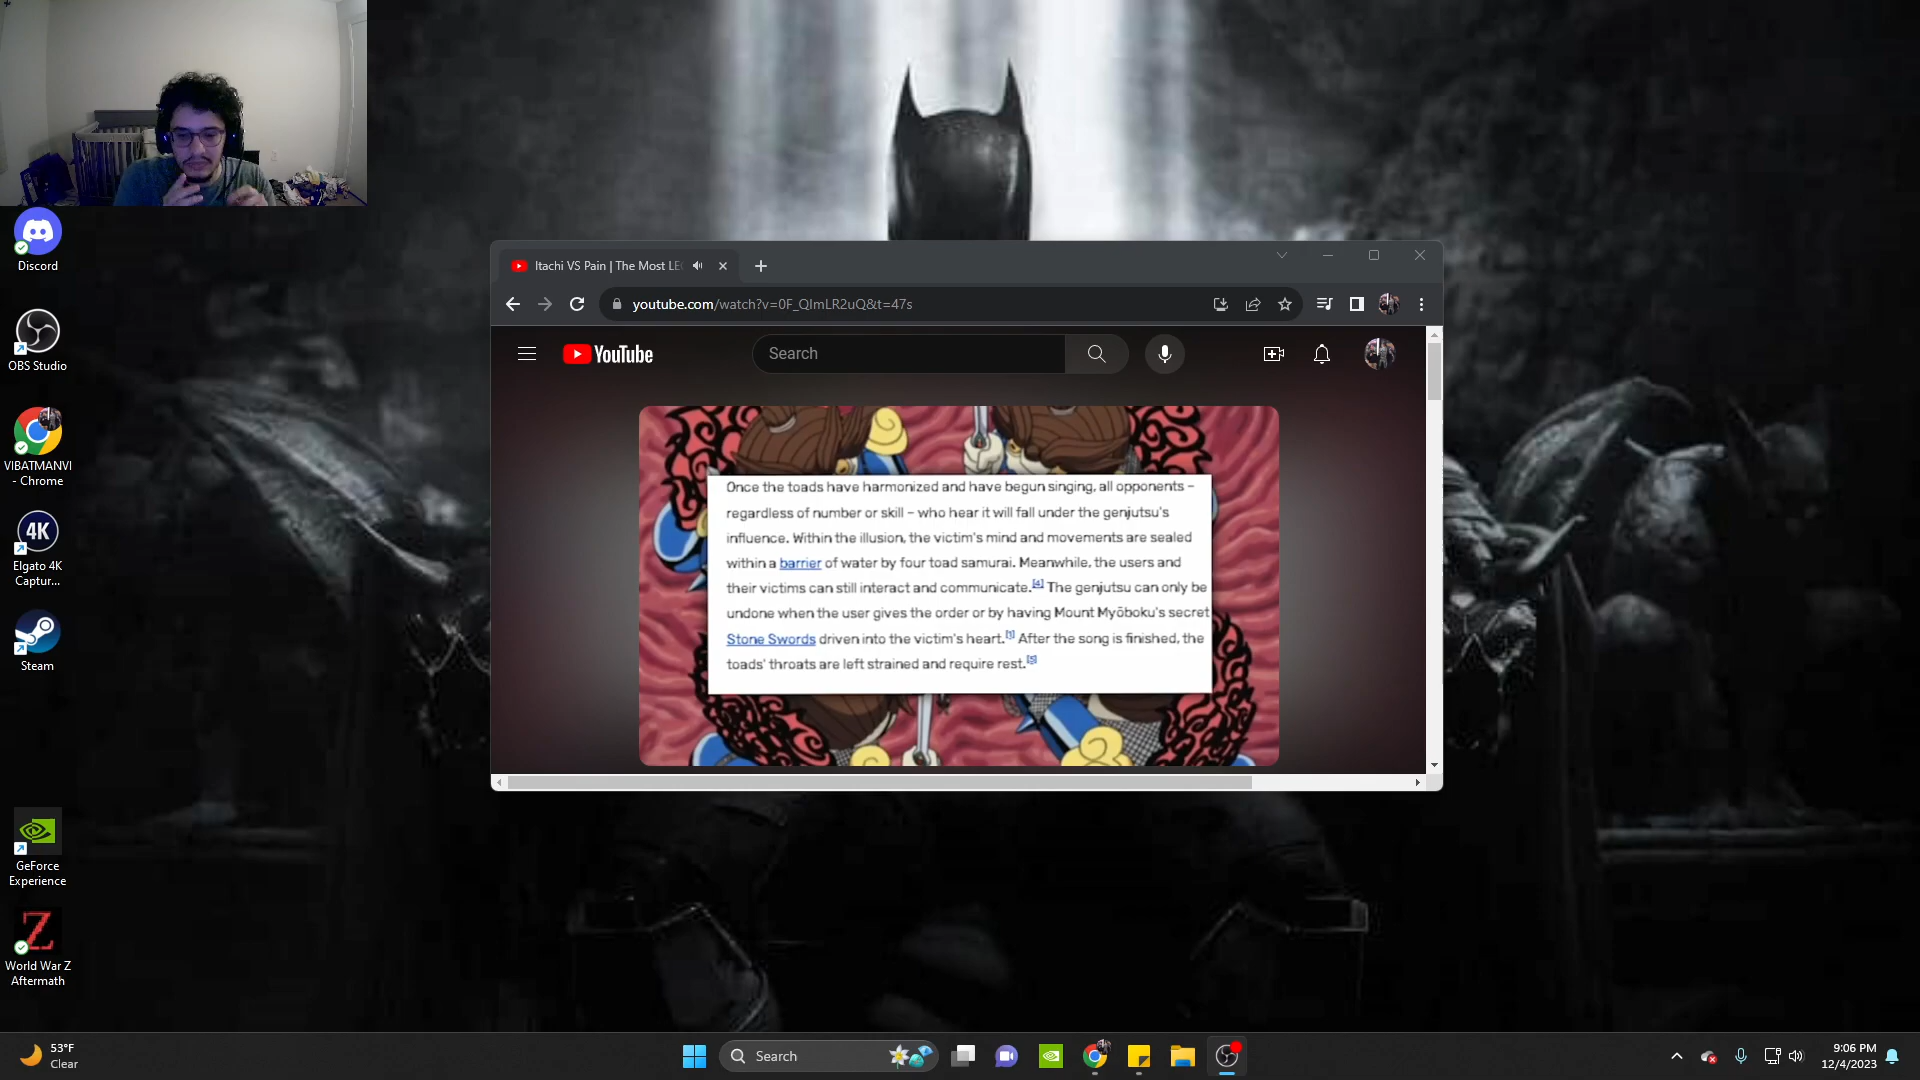 Discord
OBS Studio
VIBATMANVI
- Chrome
4K
Elgato 4K
Captur...
Steam
GeForce
Experience
Z
World War Z
Aftermath
Itachi VS Pain | The Most LE
youtube.com/watch?v=0F_QlmLR2uQ&t=47s
YouTube
Search
Once the toads have harmonized and have begun singing, all opponents –
regardless of number or skill – who hear it will fall under the genjutsu's
influence. Within the illusion, the victim's mind and movements are sealed
within a barrier of water by four toad samurai. Meanwhile, the users and
their victims can still interact and communicate.[4] The genjutsu can only be
undone when the user gives the order or by having Mount Myōboku's secret
Stone Swords driven into the victim's heart.[1] After the song is finished, the
toads' throats are left strained and require rest.[5]
53°F
Clear
Search
9:06 PM
12/4/2023